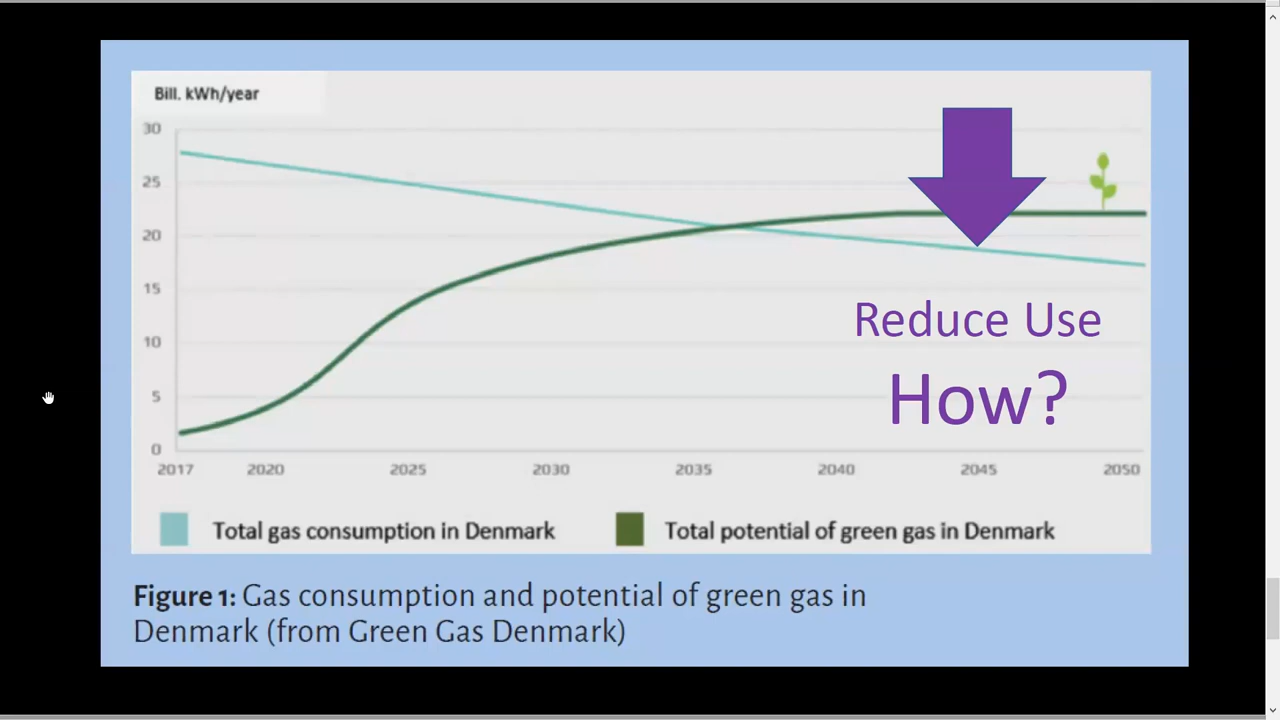 Bill. kWh/year
30
25
20
15
10
5
0
2017 2020 2025 2030 2035 2040 2045 2050
Reduce Use
How?
Total gas consumption in Denmark Total potential of green gas in Denmark
Figure 1: Gas consumption and potential of green gas in
Denmark (from Green Gas Denmark)